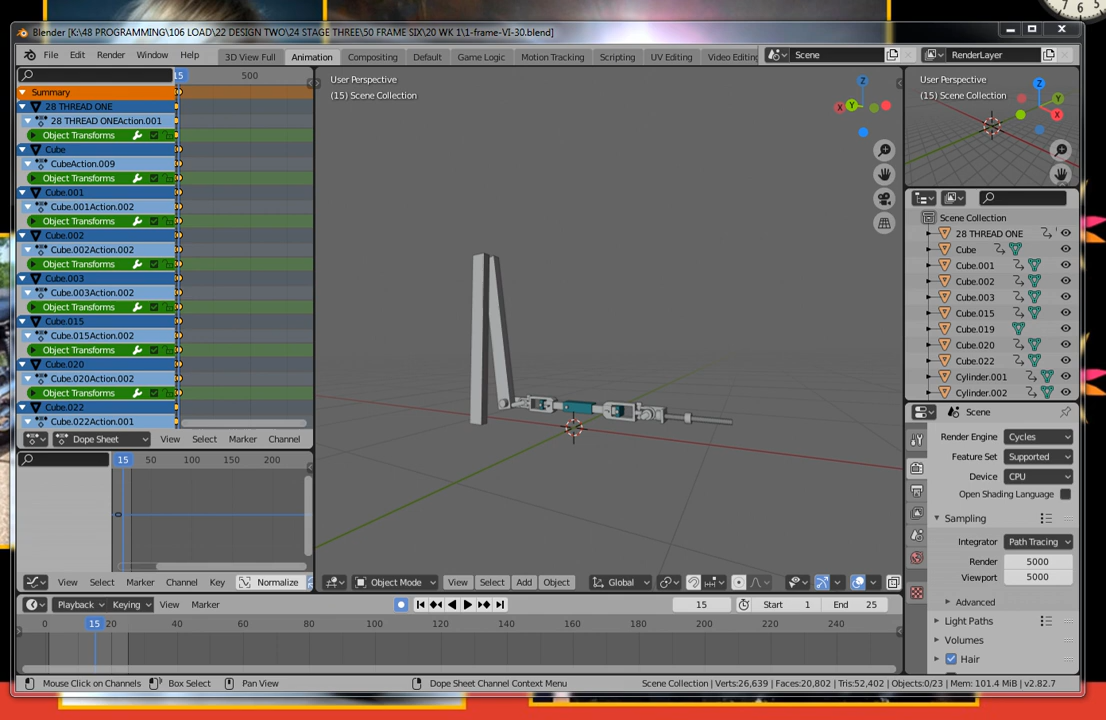 Blender [K:\48 PROGRAMMING\106 LOAD\22 DESIGN TWO\24 STAGE THREE\50 FRAME SIX\20 WK 1\1-frame-VI-30.blend]
File Edit Render Window Help 3D View Full Animation Compositing Default Game Logic Motion Tracking Scripting UV Editing Video Editin Scene RenderLayer
15 500
Summary
28 THREAD ONE
28 THREAD ONEAction.001
Object Transforms
Cube
CubeAction.009
Object Transforms
Cube.001
Cube.001Action.002
Object Transforms
Cube.002
Cube.002Action.002
Object Transforms
Cube.003
Cube.003Action.002
Object Transforms
Cube.015
Cube.015Action.002
Object Transforms
Cube.020
Cube.020Action.002
Object Transforms
Cube.022
Cube.022Action.001
Dope Sheet View Select Marker Channel
15 50 100 150 200
0
View Select Marker Channel Key Normalize
User Perspective
(15) Scene Collection
Z
X Y
Object Mode View Select Add Object Global
User Perspective
(15) Scene Collection
Z
Y
X
Scene Collection
28 THREAD ONE
Cube
Cube.001
Cube.002
Cube.003
Cube.015
Cube.019
Cube.020
Cube.022
Cylinder.001
Cylinder.002
Scene
Render Engine Cycles
Feature Set Supported
Device CPU
Open Shading Language
Sampling
Integrator Path Tracing
Render 5000
Viewport 5000
Advanced
Light Paths
Volumes
Hair
Playback Keying View Marker 15 Start 1 End 25
0 15 20 40 60 80 100 120 140 160 180 200 220 240
Mouse Click on Channels Box Select Pan View Dope Sheet Channel Context Menu Scene Collection | Verts:26,639 | Faces:20,802 | Tris:52,402 | Objects:0/23 | Mem: 101.4 MiB | v2.82.7
6 5